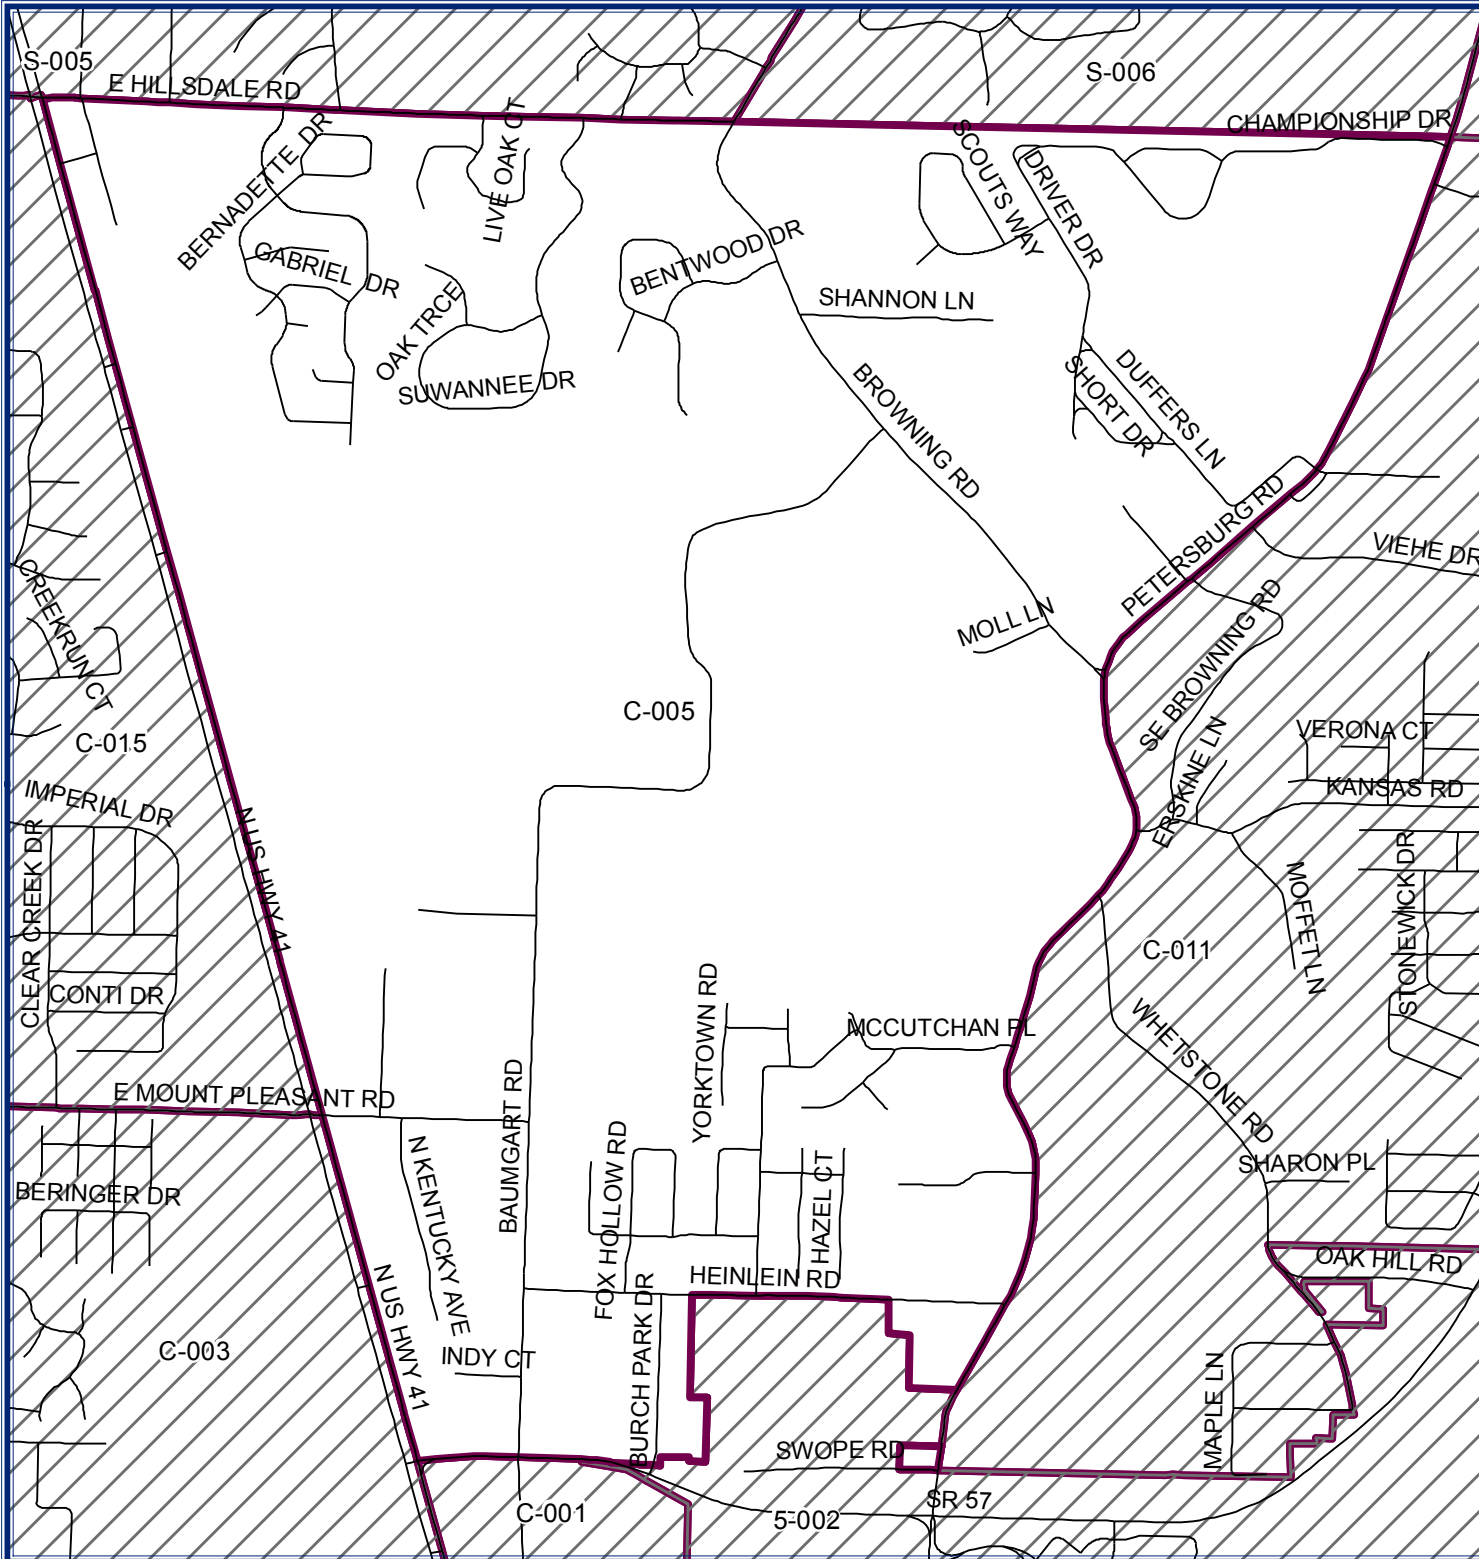 S-005
S-006
E HILLSDALE RD
CHAMPIONSHIP DR
BERNADETTE DR
LIVE OAK CT
SCOUTS WAY
DRIVER DR
GABRIEL DR
BENTWOOD DR
OAK TRCE
SHANNON LN
SUWANNEE DR
BROWNING RD
SHORT DR
DUFFERS LN
PETERSBURG RD
VIEHE DR
CREEKRUN CT
MOLL LN
SE BROWNING RD
C-005
C-015
ERSKINE LN
VERONA CT
IMPERIAL DR
KANSAS RD
CLEAR CREEK DR
N US HWY 41
MOFFET LN
STONEWICK DR
C-011
CONTI DR
YORKTOWN RD
MCCUTCHAN PL
WHETSTONE RD
E MOUNT PLEASANT RD
BAUMGART RD
N KENTUCKY AVE
FOX HOLLOW RD
HAZEL CT
SHARON PL
BERINGER DR
OAK HILL RD
HEINLEIN RD
N US HWY 41
BURCH PARK DR
C-003
INDY CT
MAPLE LN
SWOPE RD
SR 57
C-001
5-002